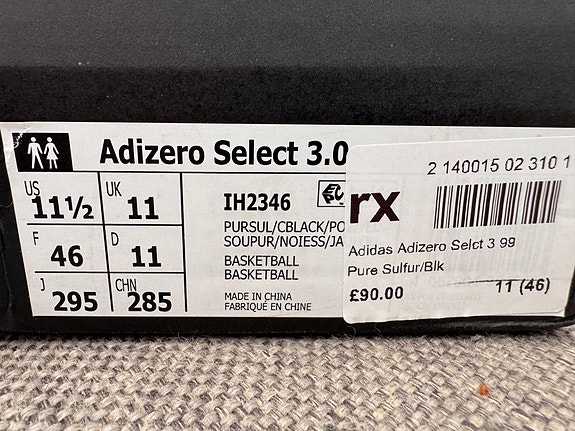 Adizero Select 3.0
US 11½ UK 11
F 46 D 11
J 295 CHN 285
IH2346
PURSUL/CBLACK/PO
SOUPUR/NOIESS/JA
BASKETBALL
BASKETBALL
MADE IN CHINA
FABRIQUÉ EN CHINE
2 140015 02 310 1
rx
Adidas Adizero Selct 3 99
Pure Sulfur/Blk
£90.00 11 (46)